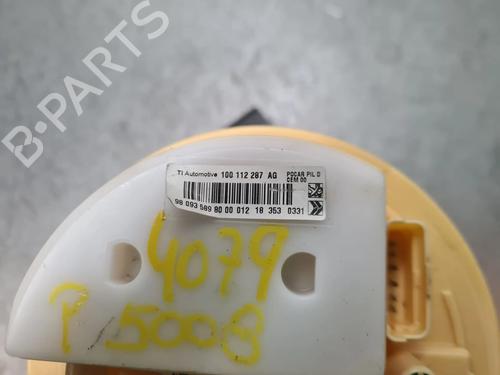 B-PARTS
TI Automotive 100 112 287 AG
POCAR PIL D
CEM 00
98 093 589 80 00 012 18 353 0331
4079
P 5008